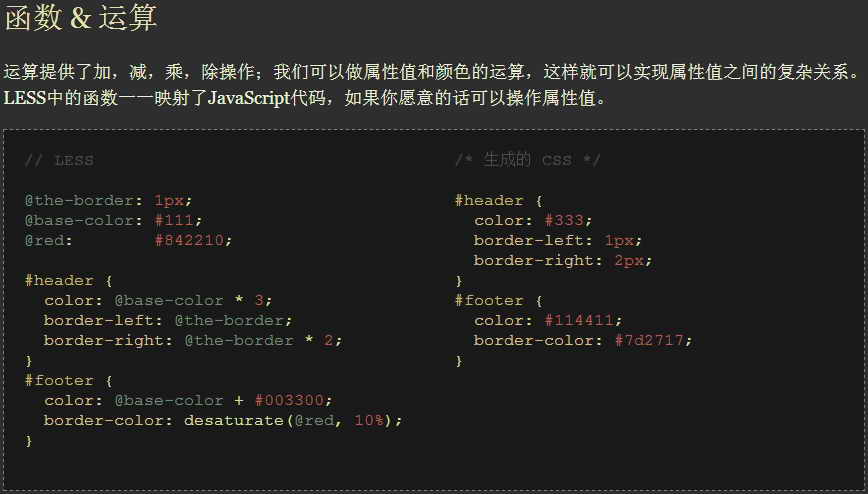 函数 & 运算
运算提供了加，减，乘，除操作；我们可以做属性值和颜色的运算，这样就可以实现属性值之间的复杂关系。
LESS中的函数一一映射了JavaScript代码，如果你愿意的话可以操作属性值。
// LESS
@the-border: 1px;
@base-color: #111;
@red:        #842210;
#header {
  color: @base-color * 3;
  border-left: @the-border;
  border-right: @the-border * 2;
}
#footer {
  color: @base-color + #003300;
  border-color: desaturate(@red, 10%);
}
/* 生成的 CSS */
#header {
  color: #333;
  border-left: 1px;
  border-right: 2px;
}
#footer {
  color: #114411;
  border-color: #7d2717;
}